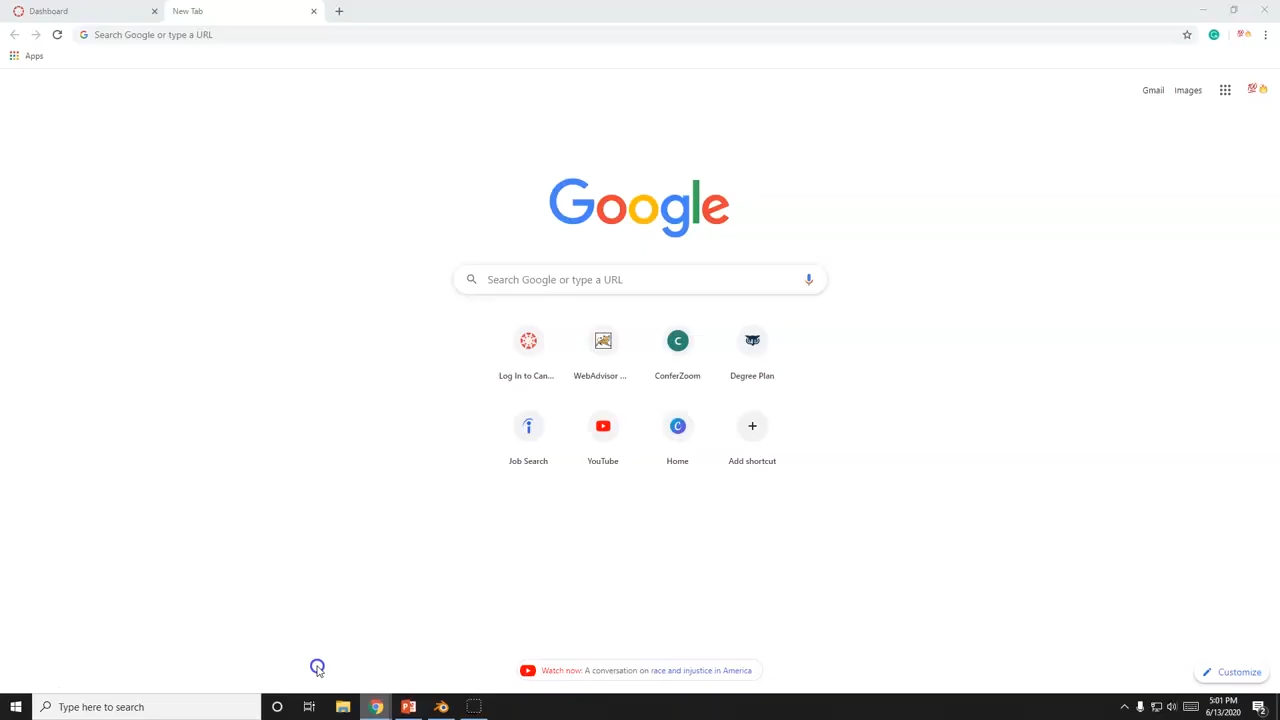 Dashboard
New Tab
Search Google or type a URL
Apps
Gmail
Images
💯🔥
Google
Search Google or type a URL
Log In to Can...
WebAdvisor ...
ConferZoom
Degree Plan
Job Search
YouTube
Home
Add shortcut
Watch now: A conversation on race and injustice in America
Customize
Type here to search
5:01 PM
6/13/2020
2